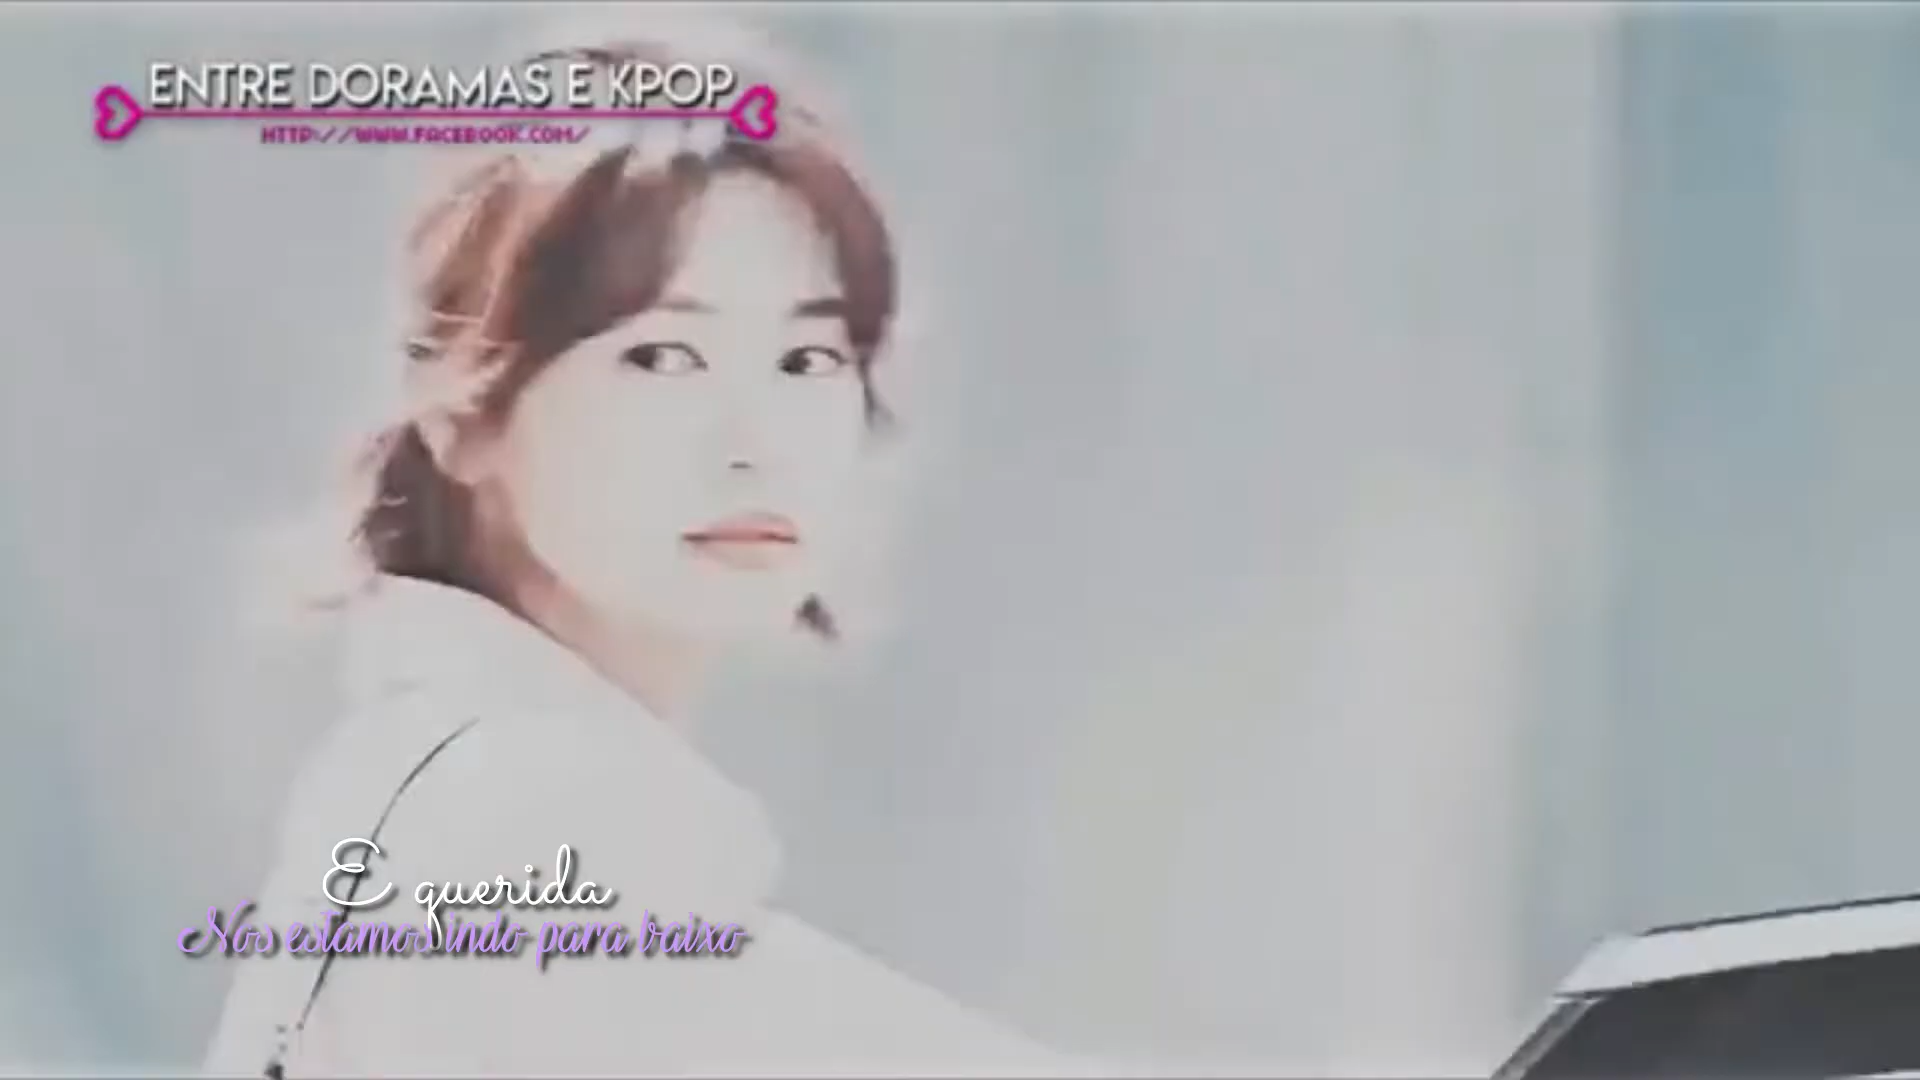 ENTRE DORAMAS E KPOP
HTTP://WWW.FACEBOOK.COM/
E querida
Nos estamos indo para baixo